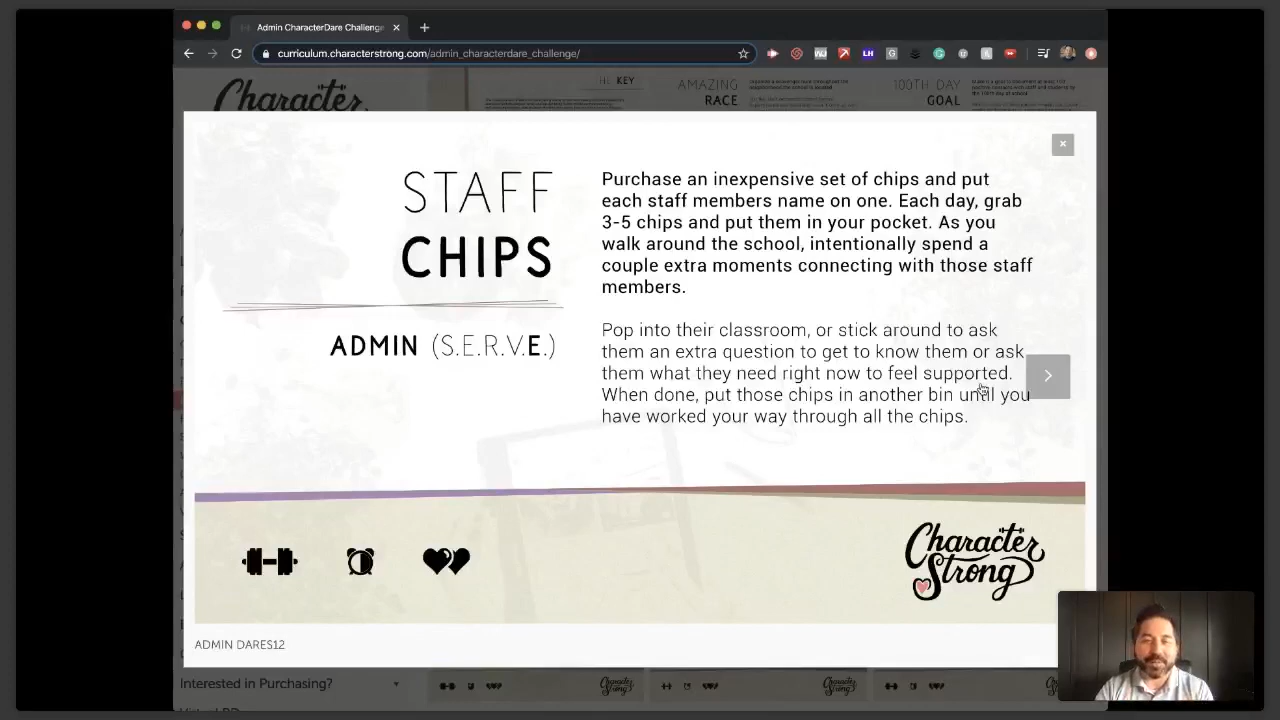 Admin CharacterDare Challenge
curriculum.characterstrong.com/admin_characterdare_challenge/
Character
THE KEY
AMAZING
RACE
100TH DAY
GOAL
STAFF
CHIPS
ADMIN (S.E.R.V.E.)
Purchase an inexpensive set of chips and put
each staff members name on one. Each day, grab
3-5 chips and put them in your pocket. As you
walk around the school, intentionally spend a
couple extra moments connecting with those staff
members.
Pop into their classroom, or stick around to ask
them an extra question to get to know them or ask
them what they need right now to feel supported.
When done, put those chips in another bin until you
have worked your way through all the chips.
Character
Strong
ADMIN DARES12
Interested in Purchasing?